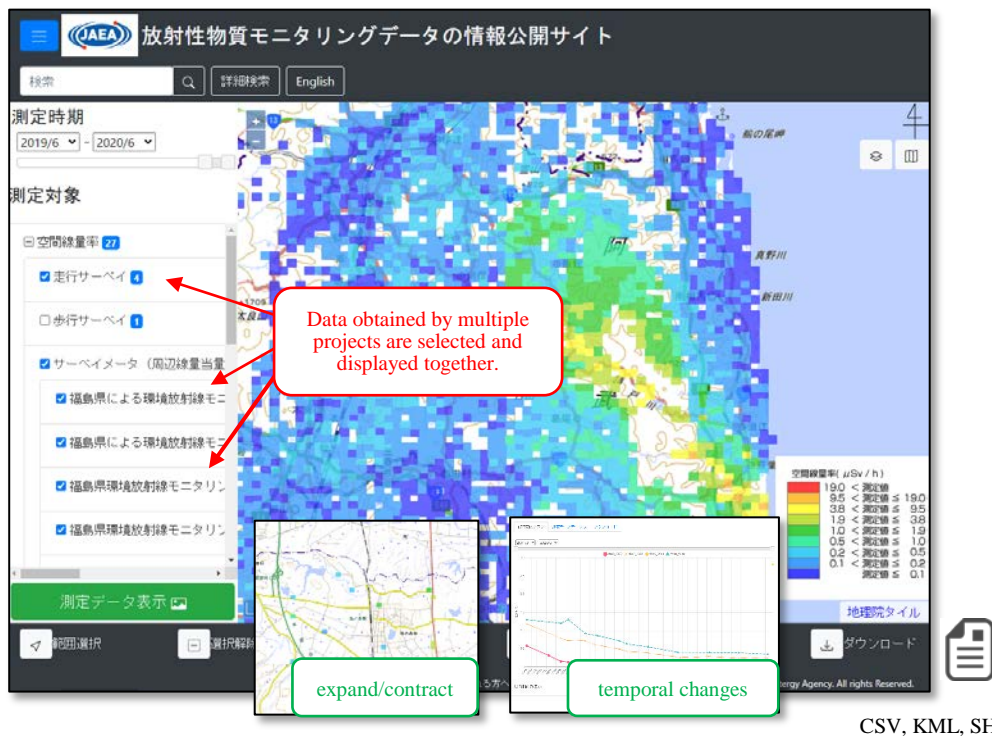 JAEA
放射性物質モニタリングデータの情報公開サイト
検索
詳細検索
English
測定時期
2019/6 - 2020/6
測定対象
空間線量率 27
走行サーベイ 4
歩行サーベイ 1
サーベイメータ（周辺線量当量
福島県による環境放射線モニ
福島県による環境放射線モニ
福島県環境放射線モニタリン
福島県環境放射線モニタリン
測定データ表示
Data obtained by multiple
projects are selected and
displayed together.
鵜の尾岬
真野川
新田川
阿
武
空間線量率( μSv / h )
19.0 < 測定値
9.5 < 測定値 ≤ 19.0
3.8 < 測定値 ≤ 9.5
1.9 < 測定値 ≤ 3.8
1.0 < 測定値 ≤ 1.9
0.5 < 測定値 ≤ 1.0
0.2 < 測定値 ≤ 0.5
0.1 < 測定値 ≤ 0.2
測定値 ≤ 0.1
地理院タイル
範囲選択
選択解除
ダウンロード
expand/contract
temporal changes
ergy Agency. All rights Reserved.
CSV, KML, SH